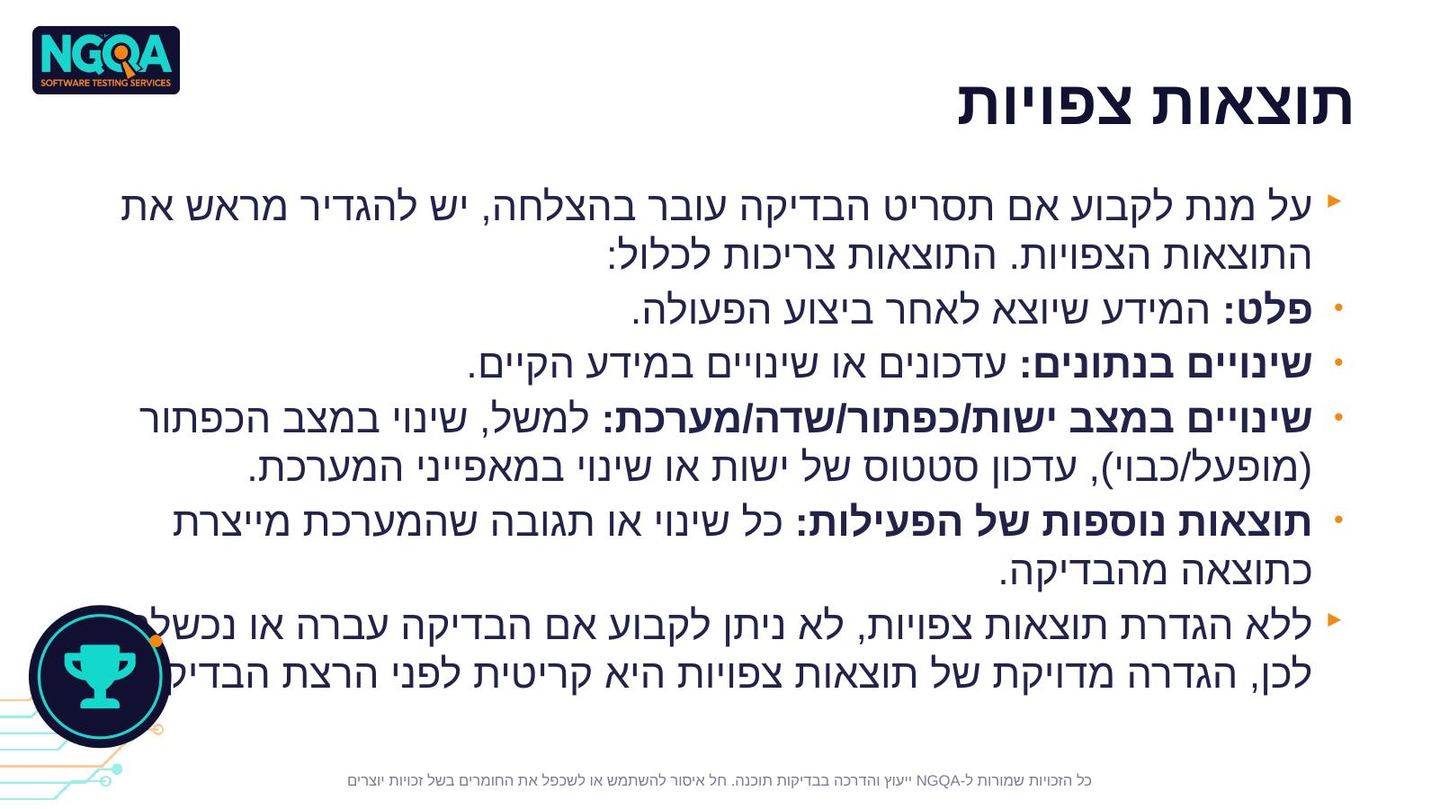 NGQA
SOFTWARE TESTING SERVICES
תוצאות צפויות
על מנת לקבוע אם תסריט הבדיקה עובר בהצלחה, יש להגדיר מראש את
התוצאות הצפויות. התוצאות צריכות לכלול:
פלט: המידע שיוצא לאחר ביצוע הפעולה.
שינויים בנתונים: עדכונים או שינויים במידע הקיים.
שינויים במצב ישות/כפתור/שדה/מערכת: למשל, שינוי במצב הכפתור
(מופעל/כבוי), עדכון סטטוס של ישות או שינוי במאפייני המערכת.
תוצאות נוספות של הפעילות: כל שינוי או תגובה שהמערכת מייצרת
כתוצאה מהבדיקה.
ללא הגדרת תוצאות צפויות, לא ניתן לקבוע אם הבדיקה עברה או
לכן, הגדרה מדויקת של תוצאות צפויות היא קריטית לפני הרצת
כל הזכויות שמורות ל-NGQA ייעוץ והדרכה בבדיקות תוכנה. חל איסור להשתמש או לשכפל את החומרים בשל זכויות יוצרים